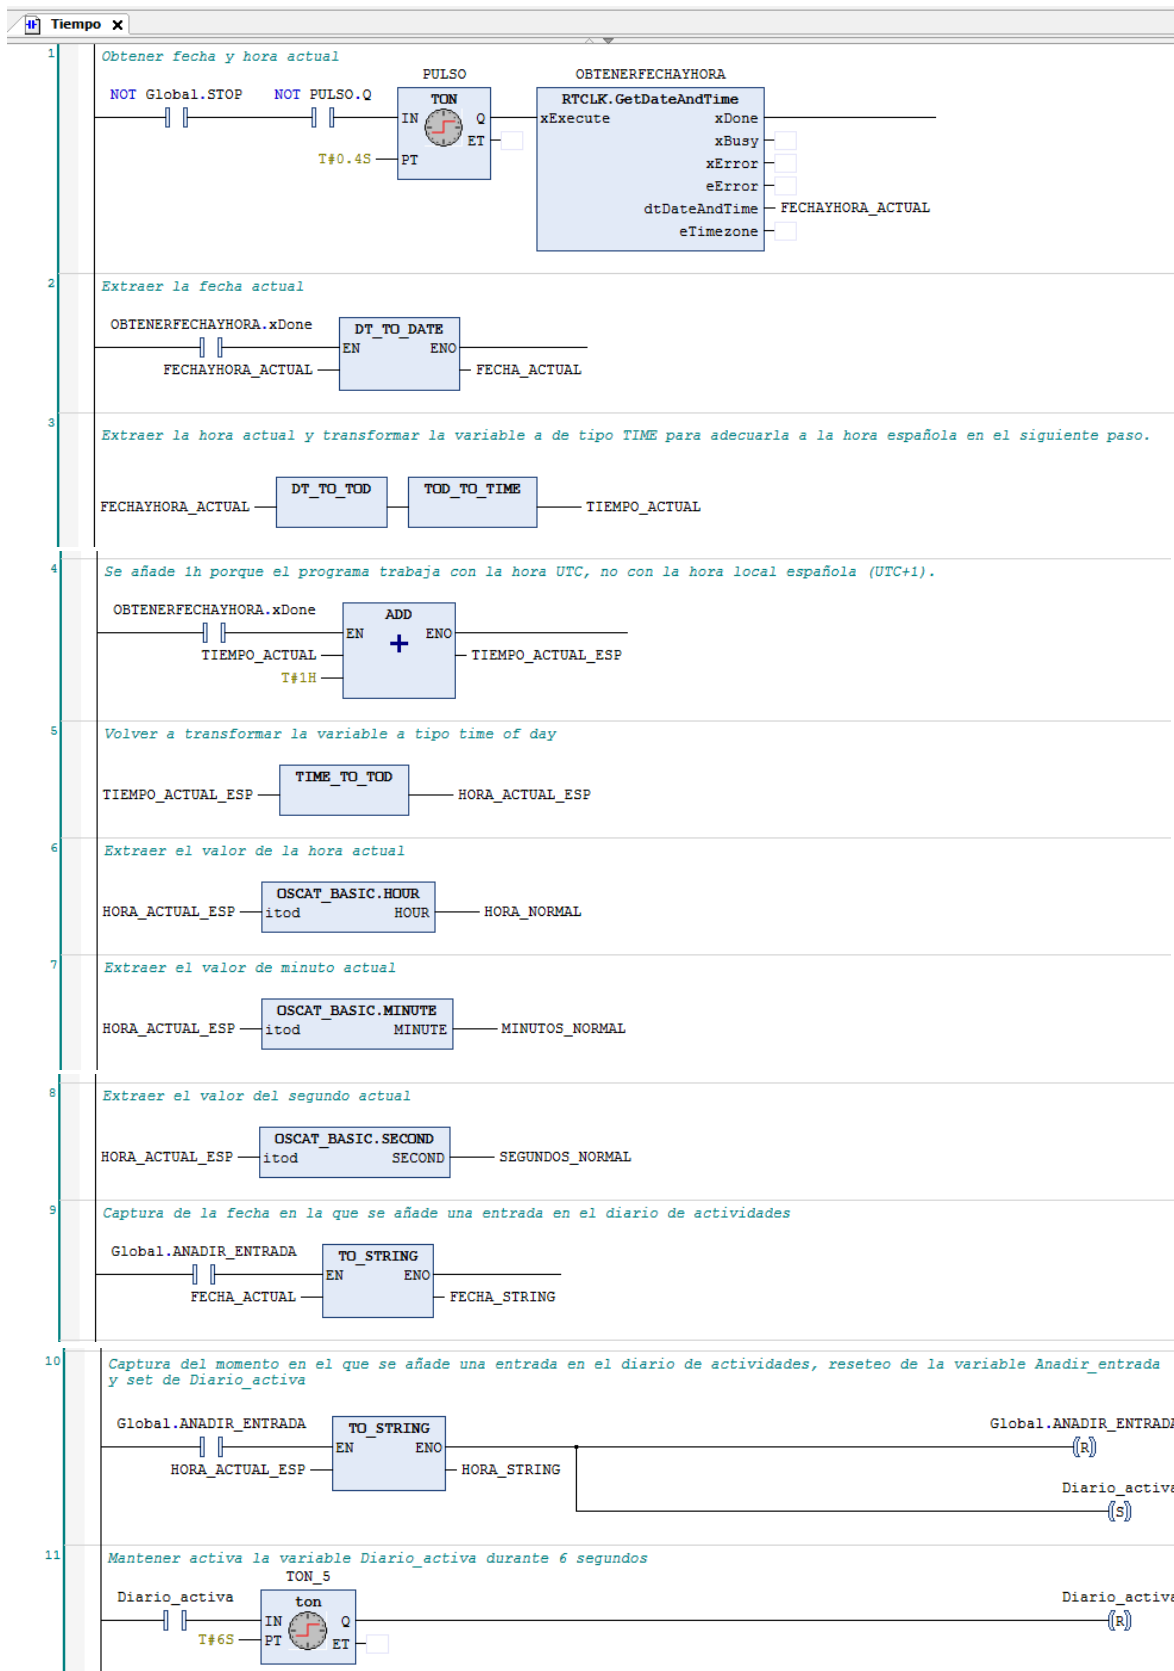 Tiempo X
1
Obtener fecha y hora actual
PULSO OBTENERFECHAYHORA
NOT Global.STOP NOT PULSO.Q TON RTCLK.GetDateAndTime
IN Q xExecute xDone
ET xBusy
T#0.4S PT xError
eError
dtDateAndTime FECHAYHORA_ACTUAL
eTimezone
2
Extraer la fecha actual
OBTENERFECHAYHORA.xDone DT_TO_DATE
EN ENO
FECHAYHORA_ACTUAL FECHA_ACTUAL
3
Extraer la hora actual y transformar la variable a de tipo TIME para adecuarla a la hora española en el siguiente paso.
DT_TO_TOD TOD_TO_TIME
FECHAYHORA_ACTUAL TIEMPO_ACTUAL
4
Se añade 1h porque el programa trabaja con la hora UTC, no con la hora local española (UTC+1).
OBTENERFECHAYHORA.xDone ADD
EN ENO
TIEMPO_ACTUAL + TIEMPO_ACTUAL_ESP
T#1H
5
Volver a transformar la variable a tipo time of day
TIME_TO_TOD
TIEMPO_ACTUAL_ESP HORA_ACTUAL_ESP
6
Extraer el valor de la hora actual
OSCAT_BASIC.HOUR
HORA_ACTUAL_ESP itod HOUR HORA_NORMAL
7
Extraer el valor de minuto actual
OSCAT_BASIC.MINUTE
HORA_ACTUAL_ESP itod MINUTE MINUTOS_NORMAL
8
Extraer el valor del segundo actual
OSCAT_BASIC.SECOND
HORA_ACTUAL_ESP itod SECOND SEGUNDOS_NORMAL
9
Captura de la fecha en la que se añade una entrada en el diario de actividades
Global.ANADIR_ENTRADA TO_STRING
EN ENO
FECHA_ACTUAL FECHA_STRING
10
Captura del momento en el que se añade una entrada en el diario de actividades, reseteo de la variable Anadir_entrada
y set de Diario_activa
Global.ANADIR_ENTRADA TO_STRING Global.ANADIR_ENTRADA
EN ENO R
HORA_ACTUAL_ESP HORA_STRING
Diario_activa
S
11
Mantener activa la variable Diario_activa durante 6 segundos
TON_5
Diario_activa ton Diario_activa
IN Q R
T#6S PT ET